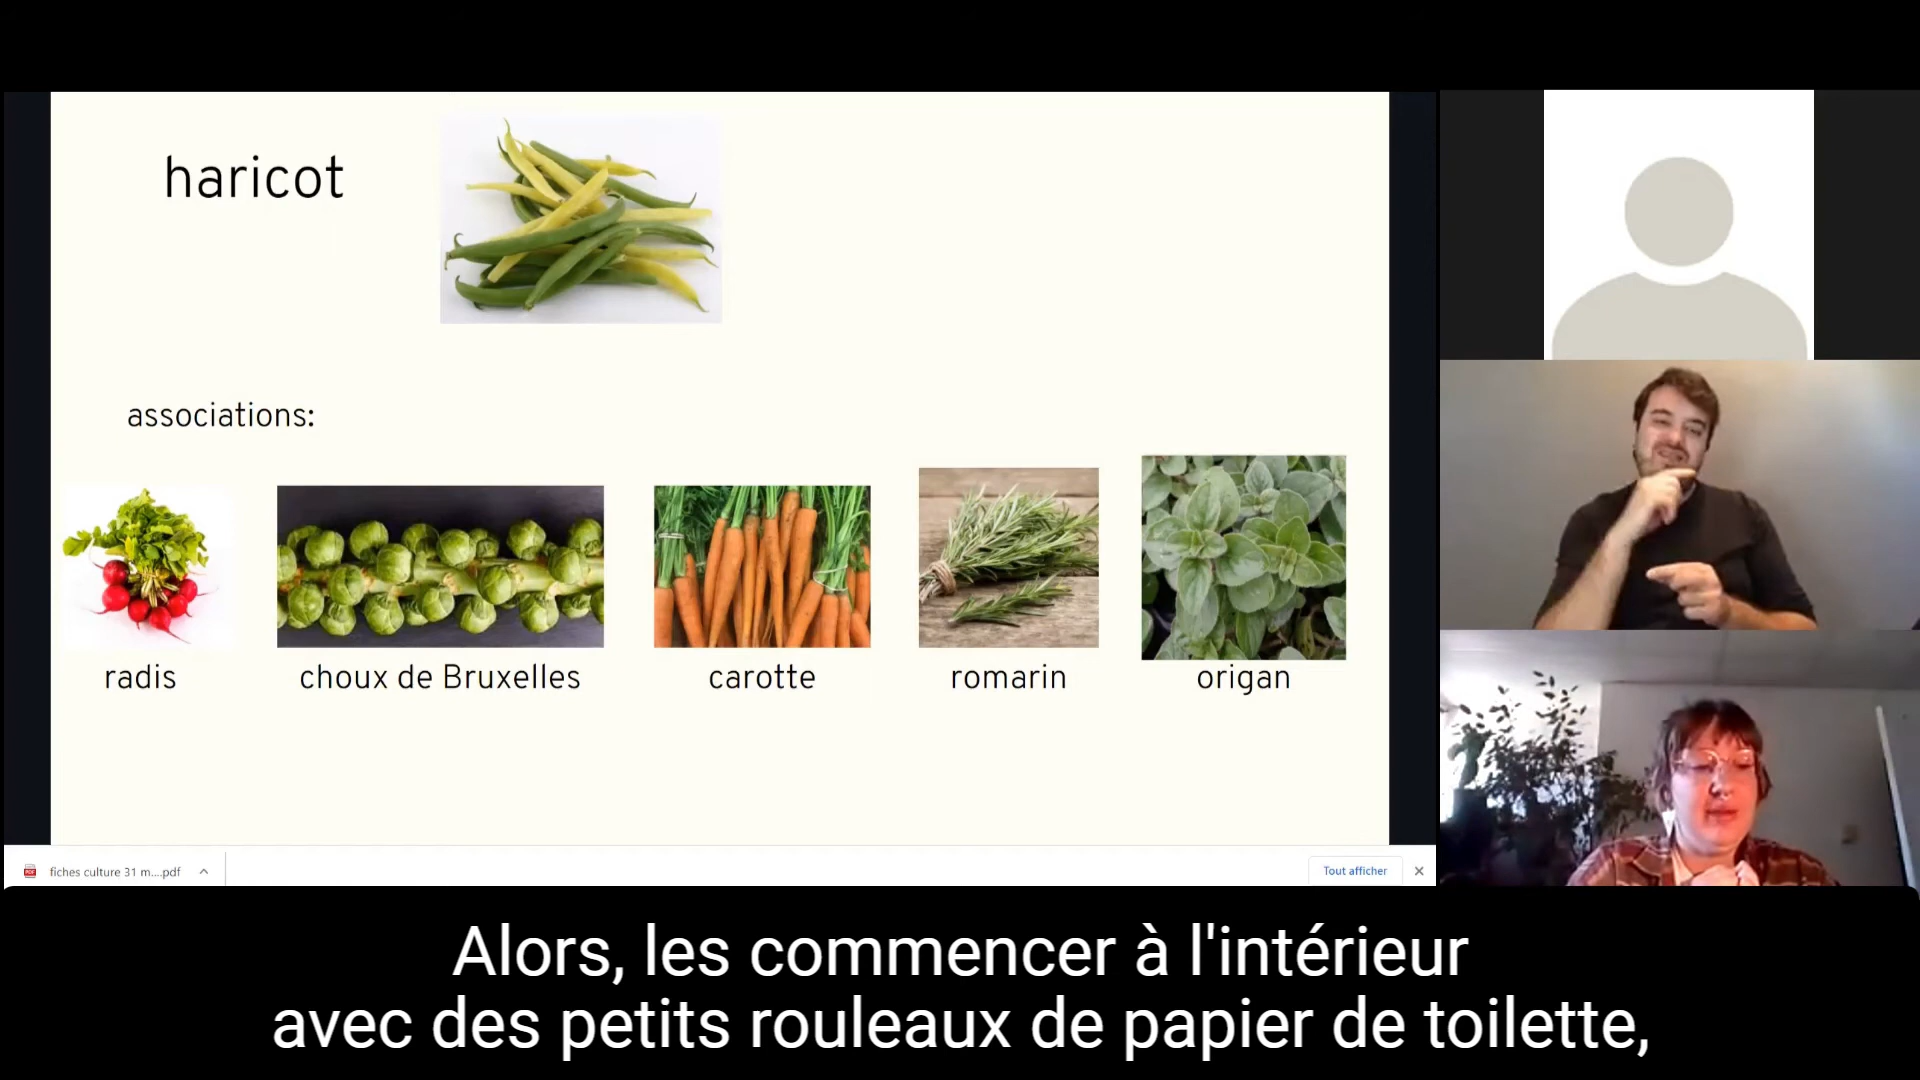 haricot
associations:
radis
choux de Bruxelles
carotte
romarin
origan
fiches culture 31 m....pdf
Tout afficher
Alors, les commencer à l'intérieur
avec des petits rouleaux de papier de toilette,